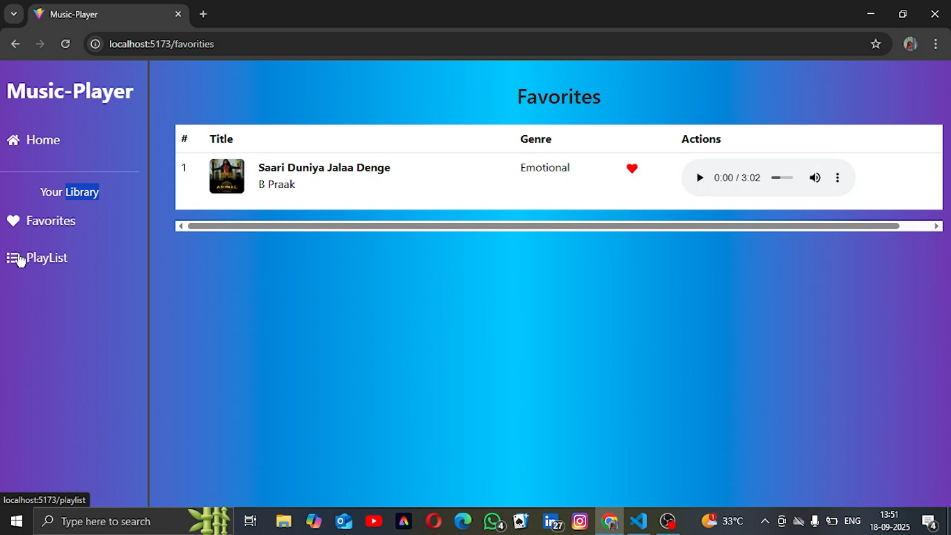 Music-Player
localhost:5173/favorities
Music-Player
Home
Your Library
Favorites
PlayList
Favorites
# Title Genre Actions
1 Saari Duniya Jalaa Denge Emotional 0:00 / 3:02
B Praak
ANIMAL
localhost:5173/playlist
Type here to search
4
27
33°C
ENG
13:51
18-09-2025
4